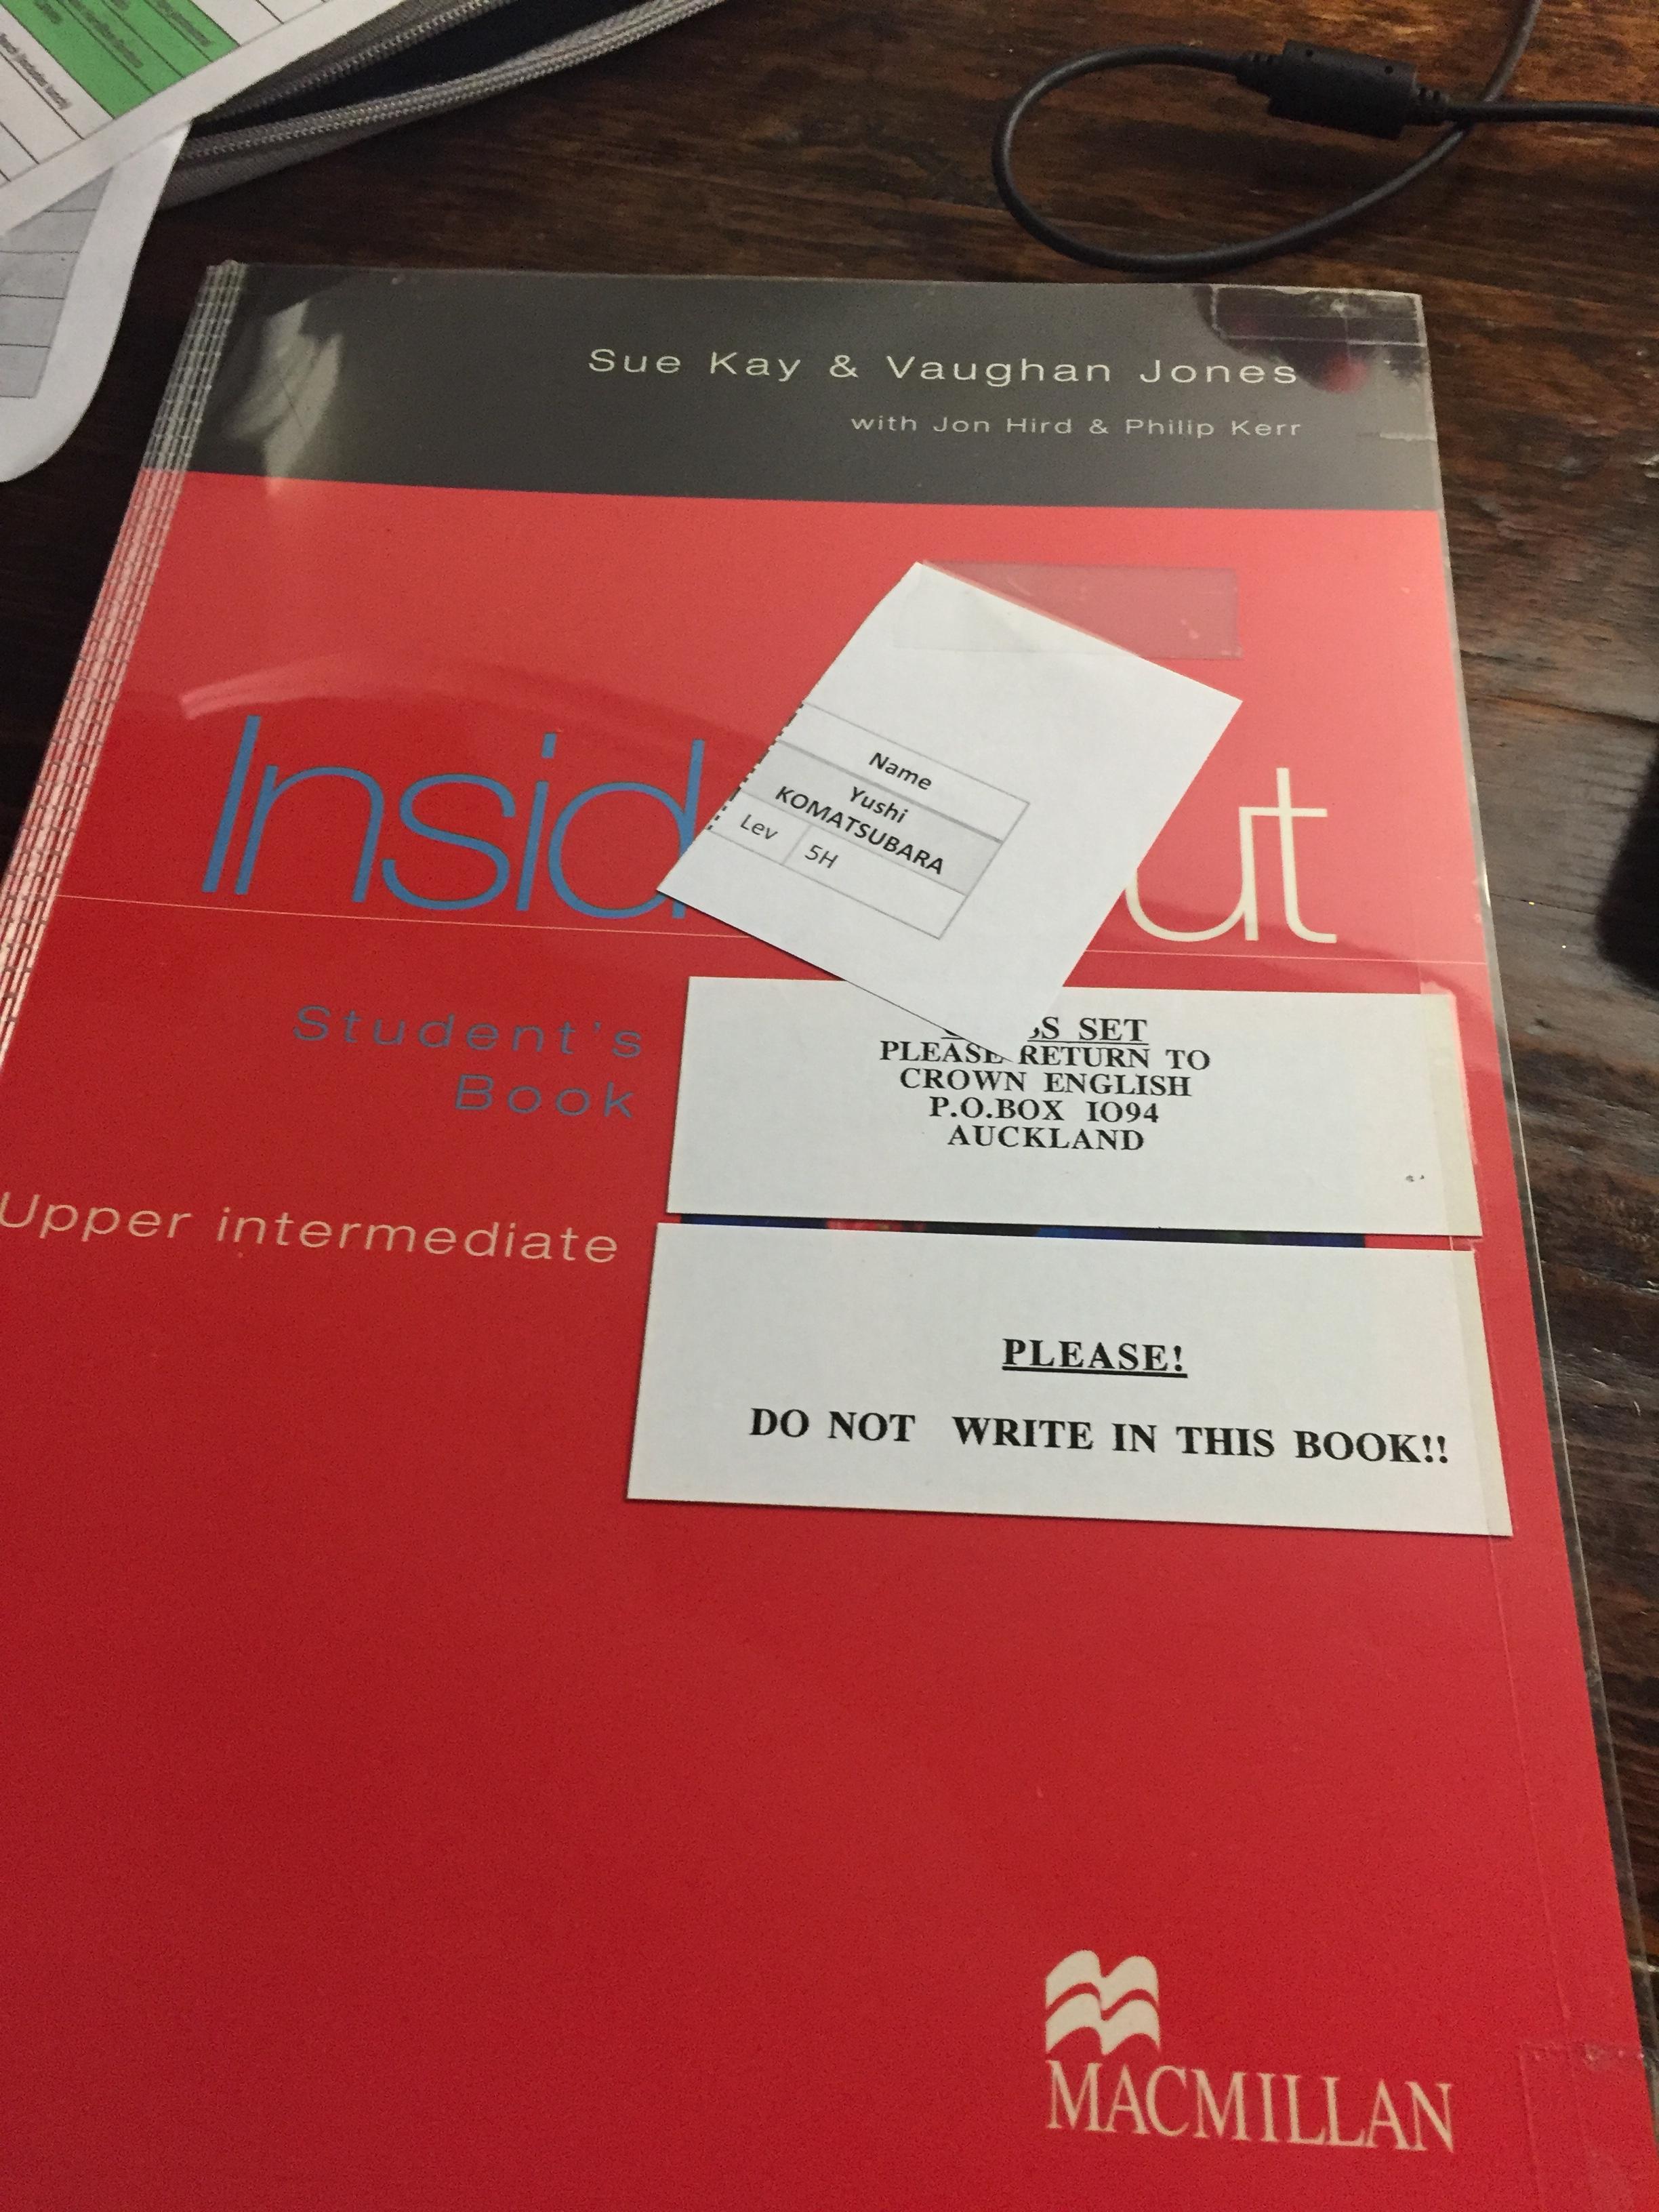 Sue Kay & Vaughan Jones
with Jon Hird & Philip Kerr
Insid ut
Name
Yushi
KOMATSUBARA
Lev 5H
Student's
Book
Upper intermediate
SET
PLEASE RETURN TO
CROWN ENGLISH
P.O.BOX IO94
AUCKLAND
PLEASE!
DO NOT WRITE IN THIS BOOK!!
MACMILLAN